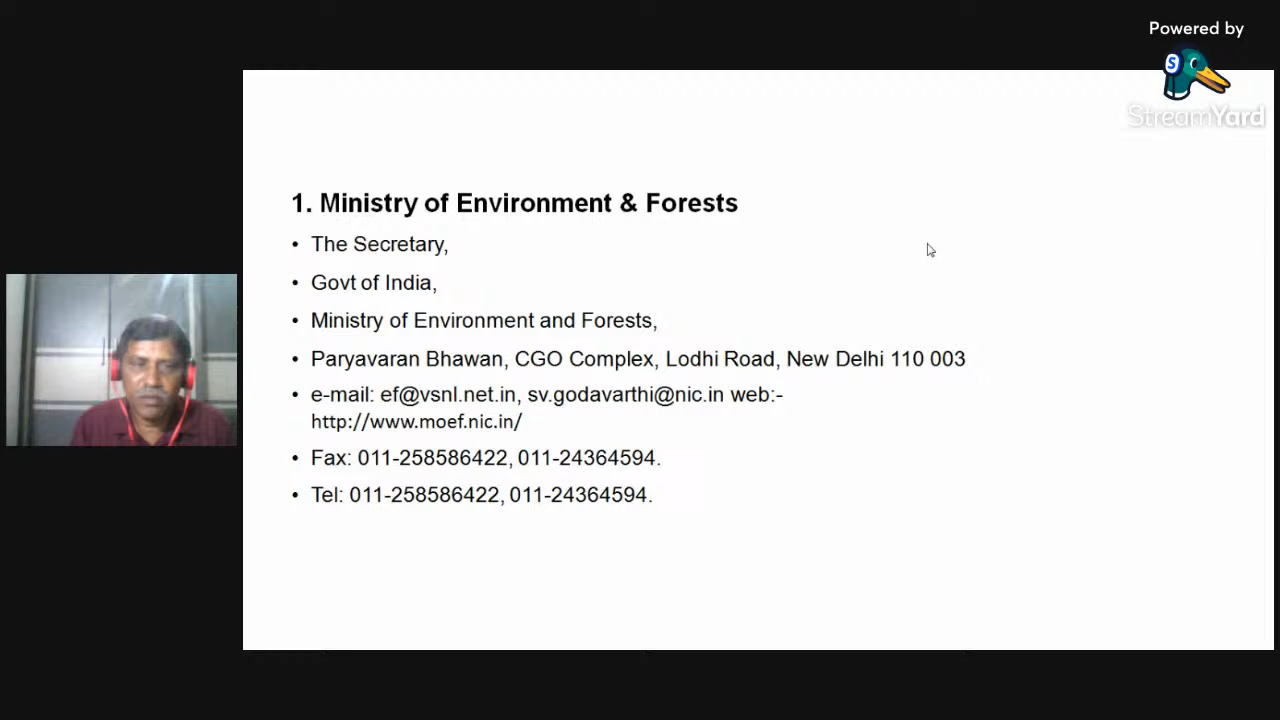 Powered by
StreamYard
1. Ministry of Environment & Forests
• The Secretary,
• Govt of India,
• Ministry of Environment and Forests,
• Paryavaran Bhawan, CGO Complex, Lodhi Road, New Delhi 110 003
• e-mail: ef@vsnl.net.in, sv.godavarthi@nic.in web:-
http://www.moef.nic.in/
• Fax: 011-258586422, 011-24364594.
• Tel: 011-258586422, 011-24364594.